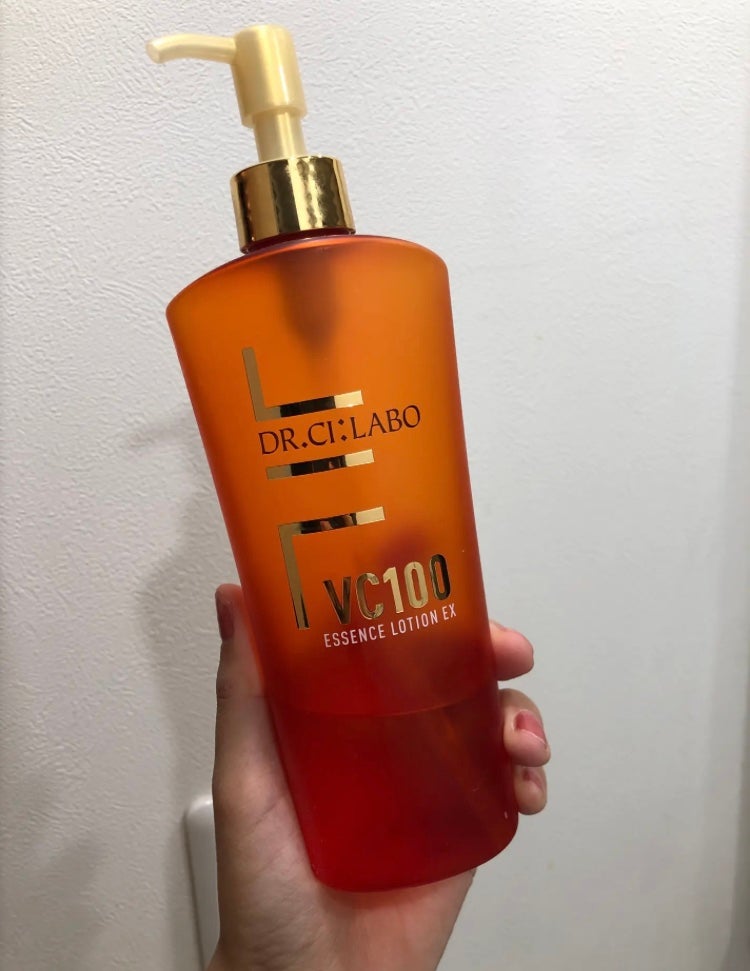 DR.CI:LABO
VC100
ESSENCE LOTION EX